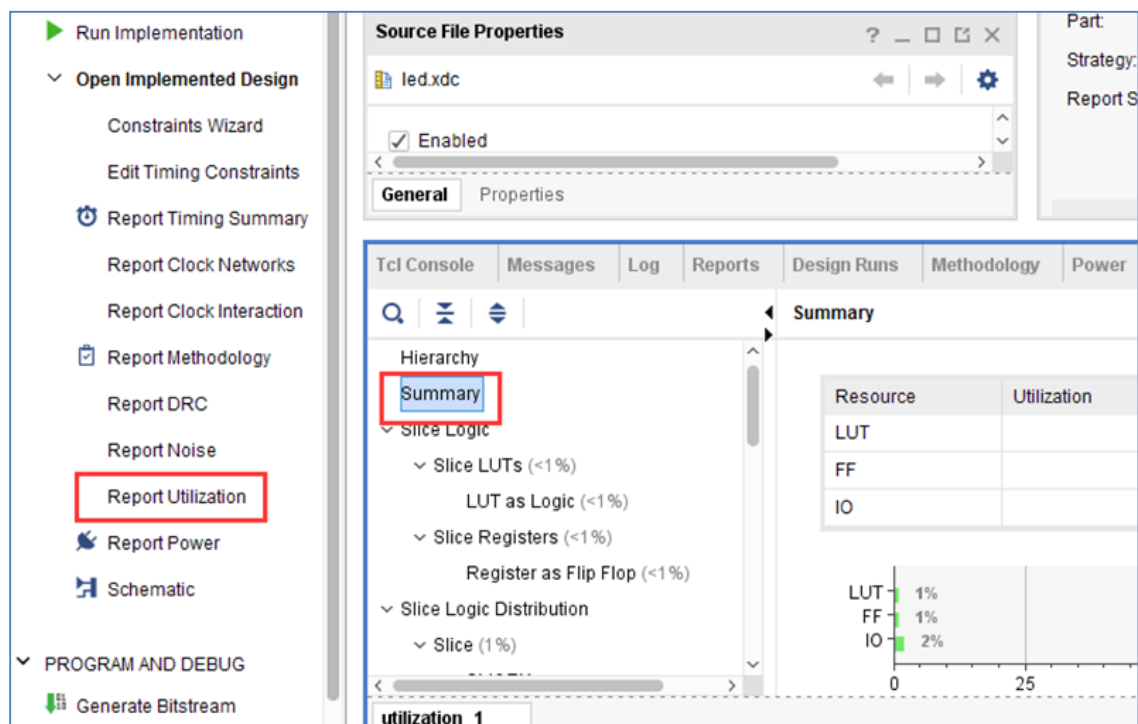 Run Implementation
Open Implemented Design
Constraints Wizard
Edit Timing Constraints
Report Timing Summary
Report Clock Networks
Report Clock Interaction
Report Methodology
Report DRC
Report Noise
Report Utilization
Report Power
Schematic
PROGRAM AND DEBUG
Generate Bitstream
Source File Properties
led.xdc
Enabled
General Properties
Part:
Strategy:
Report S
Tcl Console Messages Log Reports Design Runs Methodology Power
Hierarchy
Summary
Slice Logic
Slice LUTs (<1%)
LUT as Logic (<1%)
Slice Registers (<1%)
Register as Flip Flop (<1%)
Slice Logic Distribution
Slice (1%)
utilization_1
Summary
Resource Utilization
LUT
FF
IO
LUT 1%
FF 1%
IO 2%
0 25